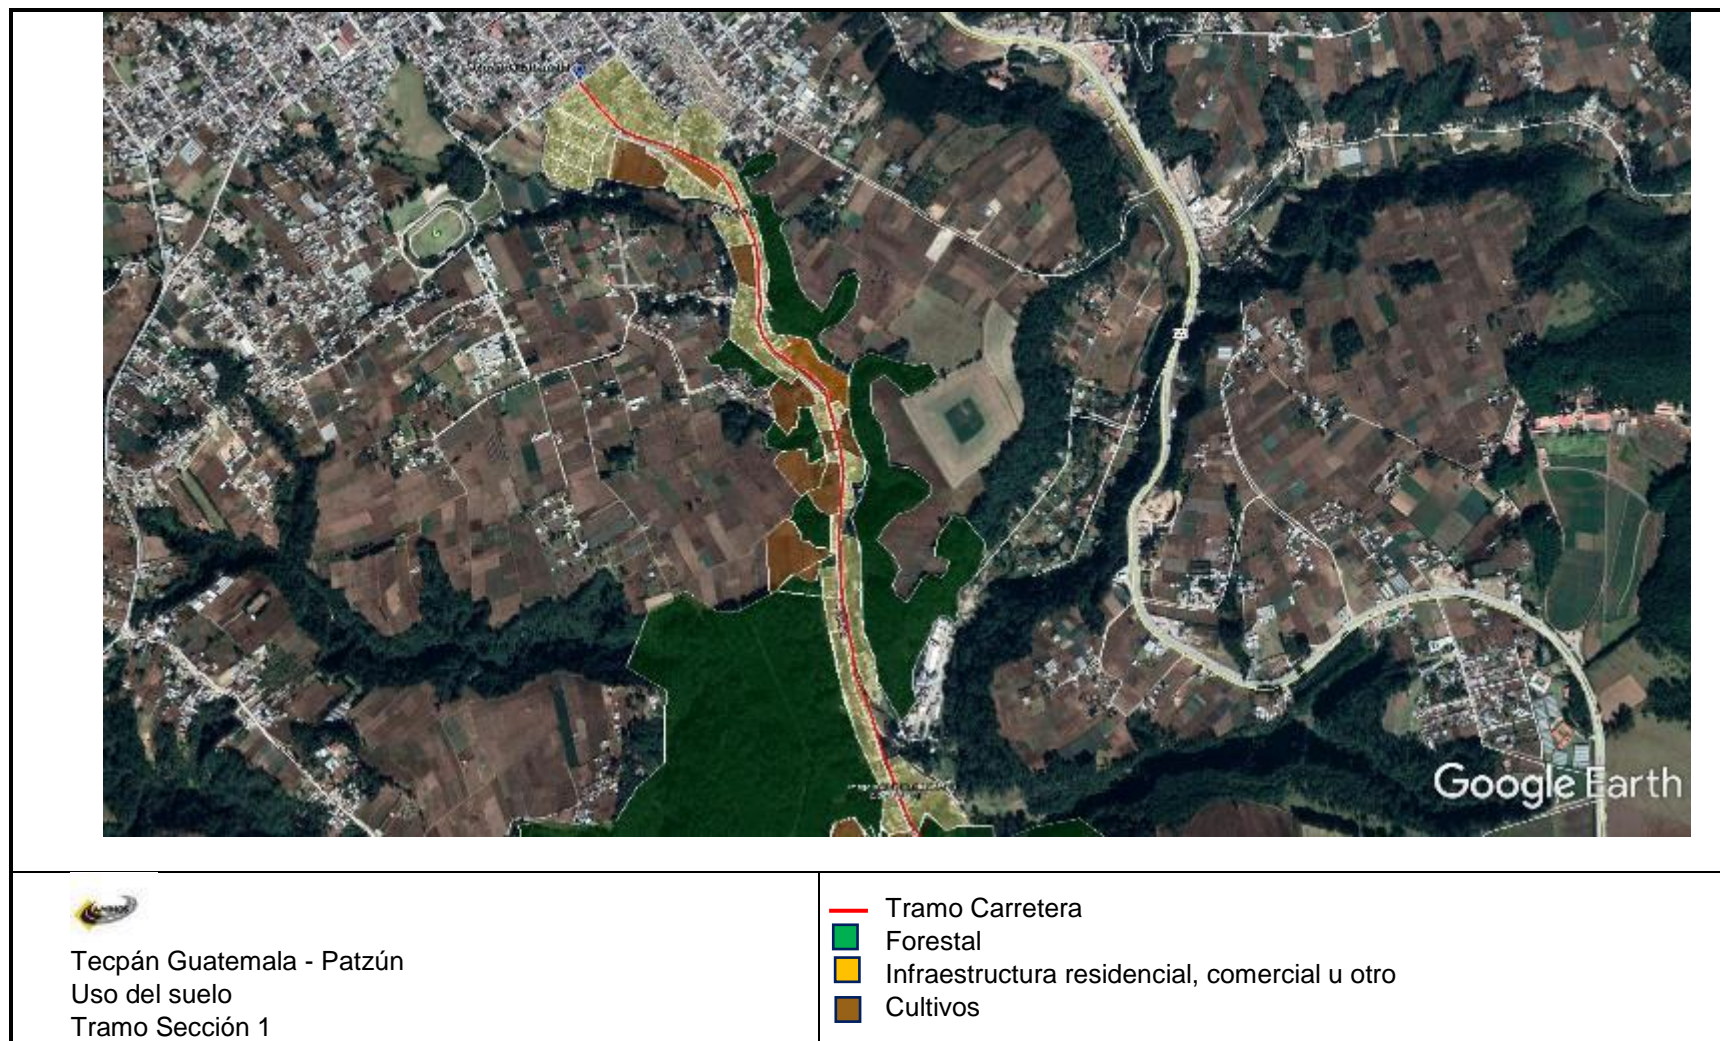 Google Earth
Tecpán Guatemala - Patzún
Uso del suelo
Tramo Sección 1
Tramo Carretera
Forestal
Infraestructura residencial, comercial u otro
Cultivos